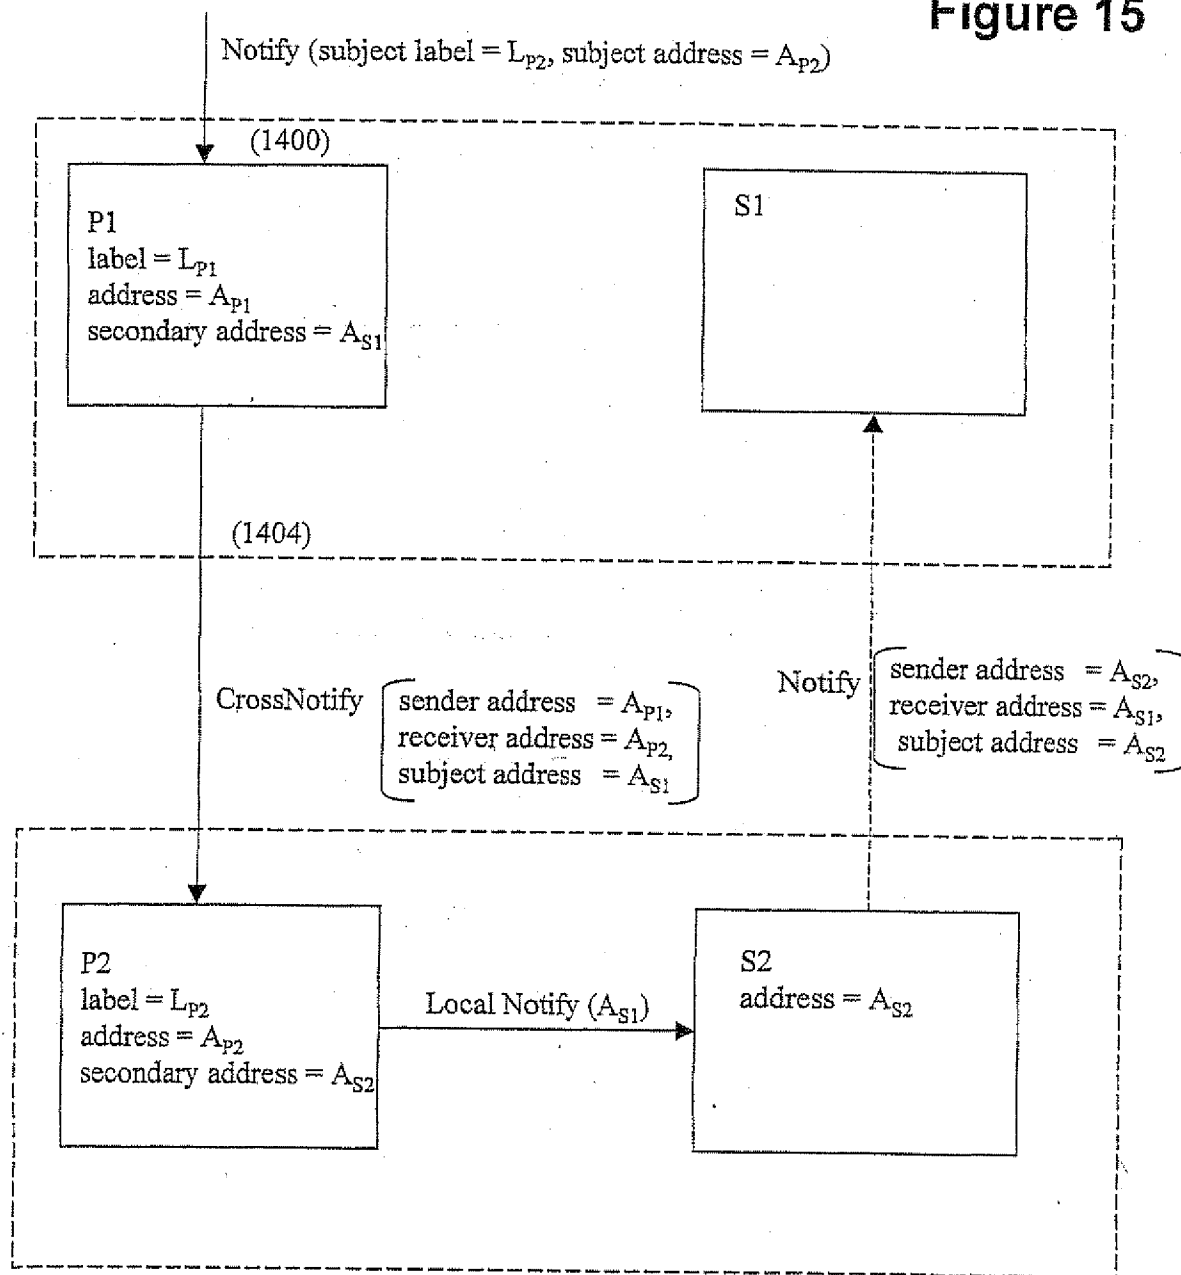 Figure 15
Notify (subject label = L_P2, subject address = A_P2)
(1400)
P1
label = L_P1
address = A_P1
secondary address = A_S1
S1
(1404)
CrossNotify
sender address = A_P1,
receiver address = A_P2,
subject address = A_S1
Notify
sender address = A_S2,
receiver address = A_S1,
subject address = A_S2
P2
label = L_P2
address = A_P2
secondary address = A_S2
Local Notify (A_S1)
S2
address = A_S2